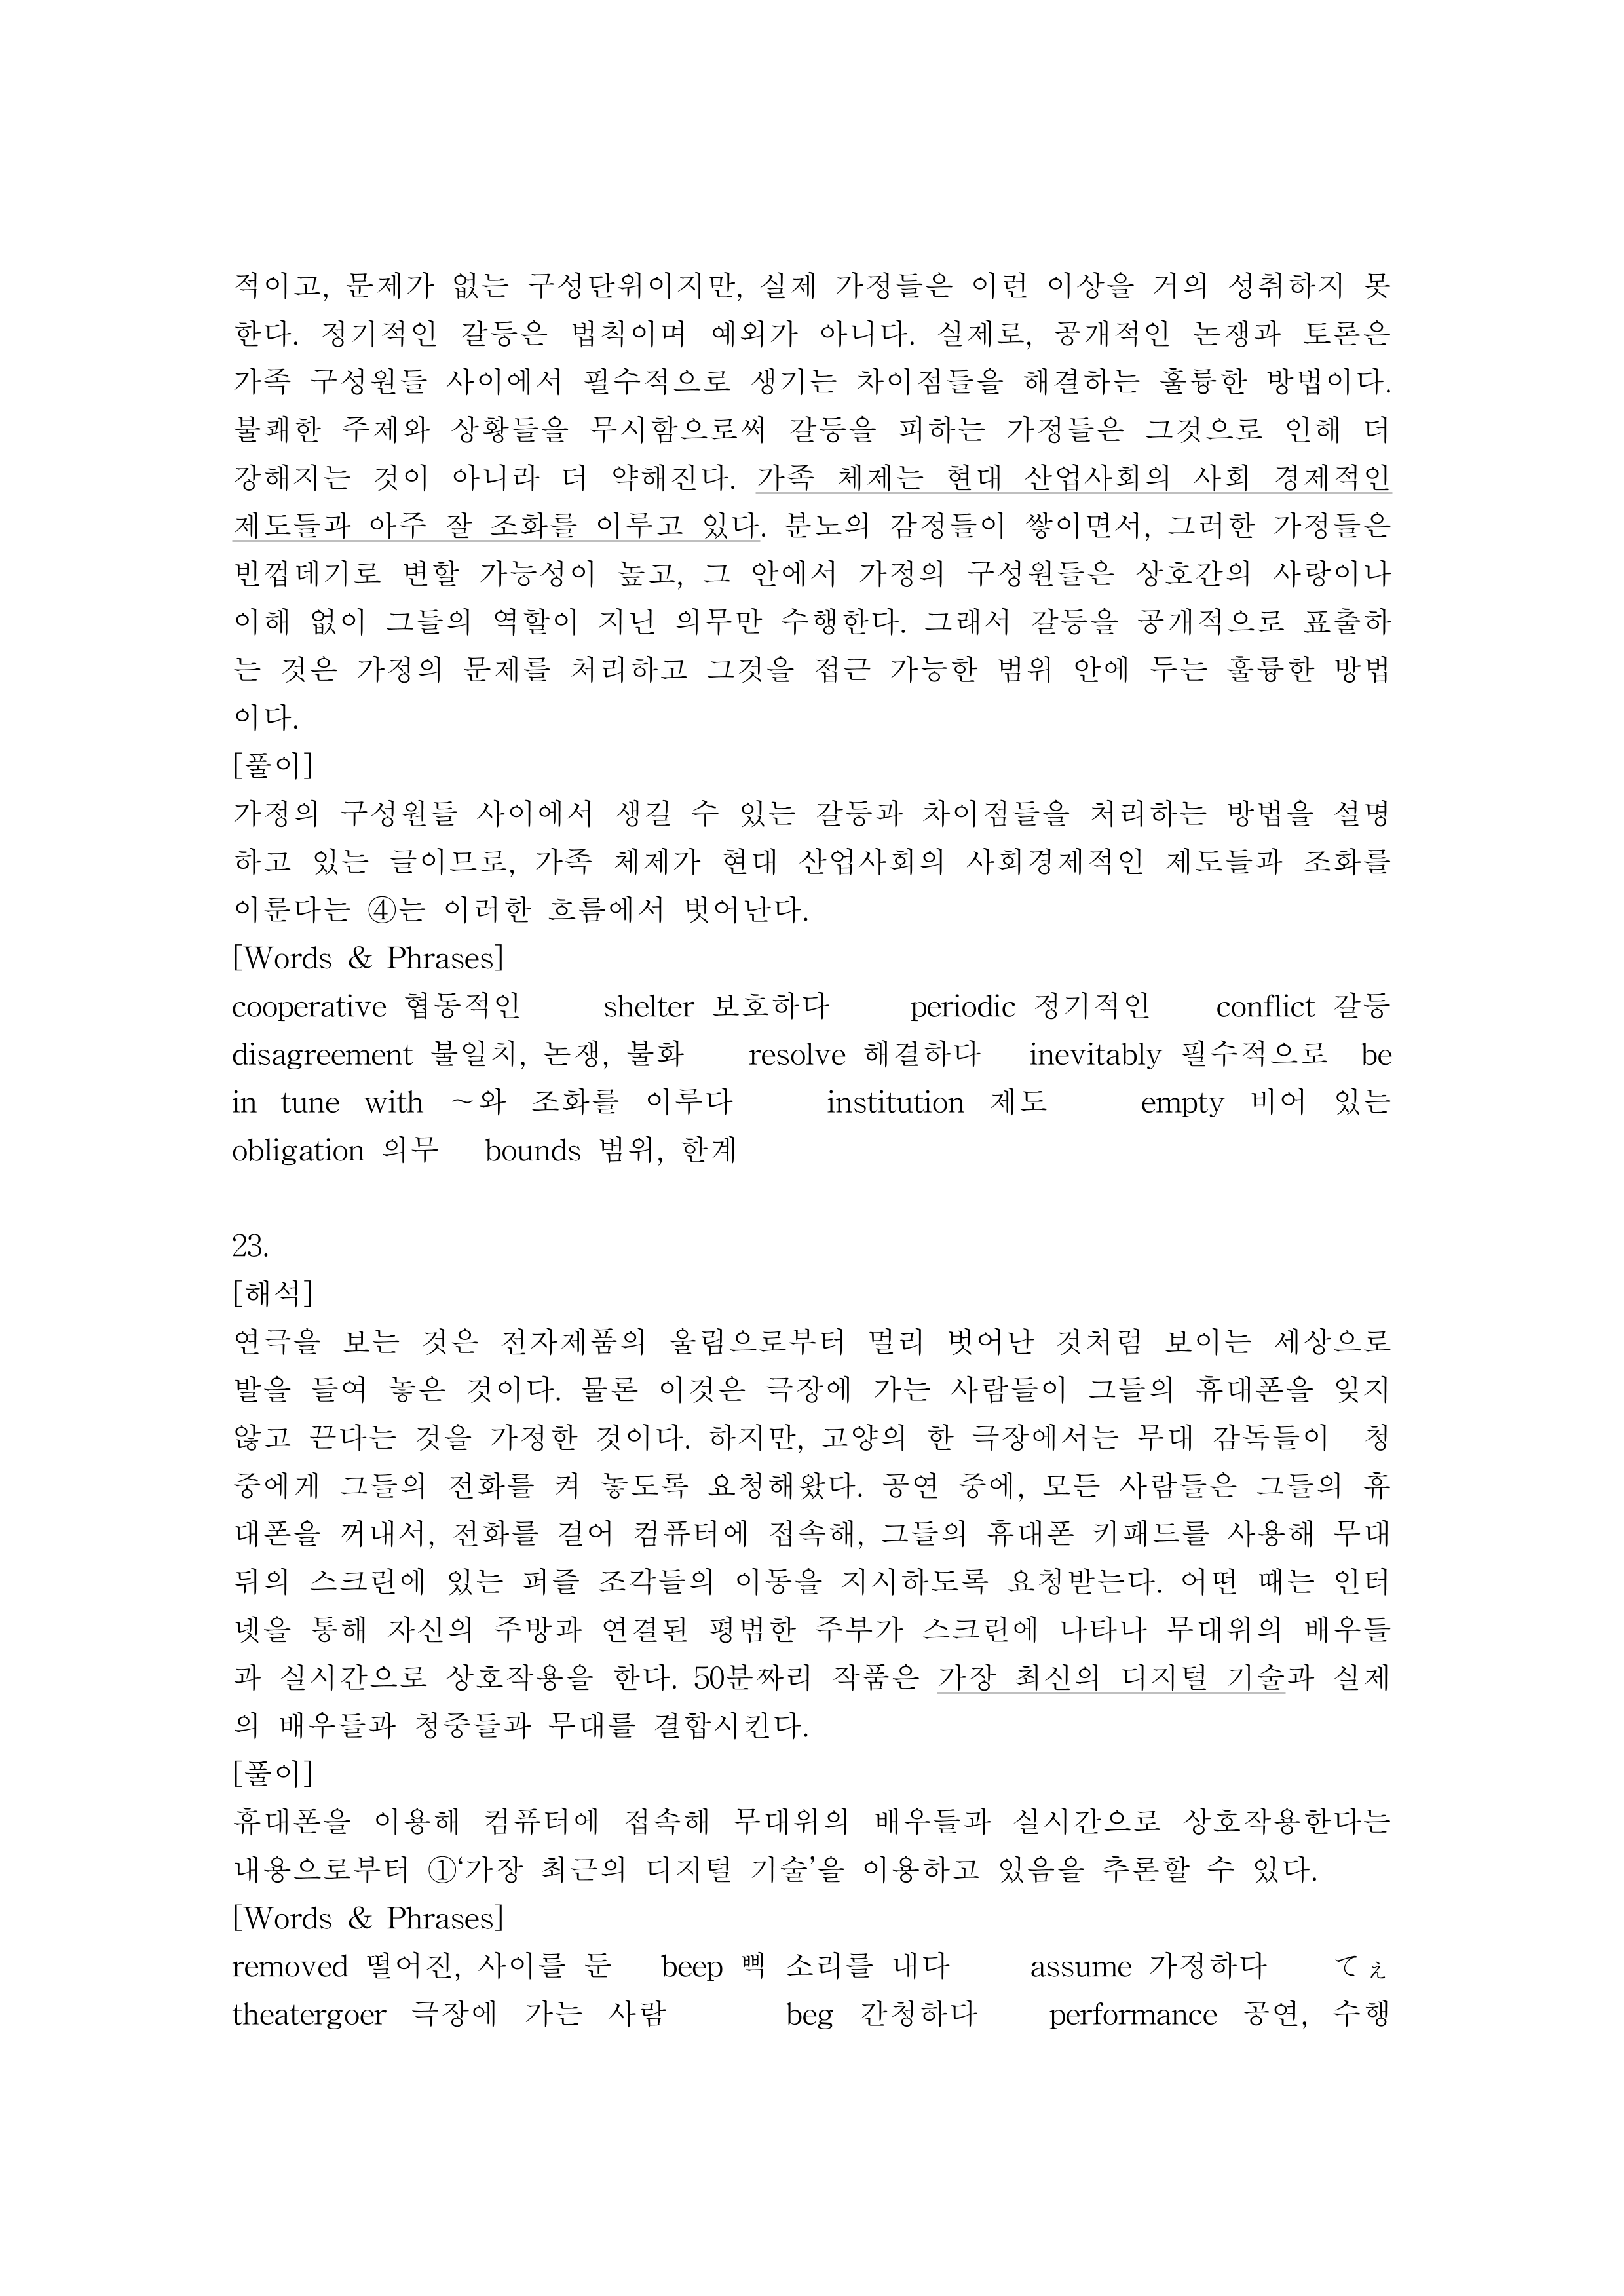 적이고, 문제가 없는 구성단위이지만, 실제 가정들은 이런 이상을 거의 성취하지 못
한다. 정기적인 갈등은 법칙이며 예외가 아니다. 실제로, 공개적인 논쟁과 토론은
가족 구성원들 사이에서 필수적으로 생기는 차이점들을 해결하는 훌륭한 방법이다.
불쾌한 주제와 상황들을 무시함으로써 갈등을 피하는 가정들은 그것으로 인해 더
강해지는 것이 아니라 더 약해진다. 가족 체제는 현대 산업사회의 사회 경제적인
제도들과 아주 잘 조화를 이루고 있다. 분노의 감정들이 쌓이면서, 그러한 가정들은
빈껍데기로 변할 가능성이 높고, 그 안에서 가정의 구성원들은 상호간의 사랑이나
이해 없이 그들의 역할이 지닌 의무만 수행한다. 그래서 갈등을 공개적으로 표출하
는 것은 가정의 문제를 처리하고 그것을 접근 가능한 범위 안에 두는 훌륭한 방법
이다.
[풀이]
가정의 구성원들 사이에서 생길 수 있는 갈등과 차이점들을 처리하는 방법을 설명
하고 있는 글이므로, 가족 체제가 현대 산업사회의 사회경제적인 제도들과 조화를
이룬다는 ④는 이러한 흐름에서 벗어난다.
[Words & Phrases]
cooperative 협동적인 shelter 보호하다 periodic 정기적인 conflict 갈등
disagreement 불일치, 논쟁, 불화 resolve 해결하다 inevitably 필수적으로 be
in tune with ~와 조화를 이루다 institution 제도 empty 비어 있는
obligation 의무 bounds 범위, 한계
23.
[해석]
연극을 보는 것은 전자제품의 울림으로부터 멀리 벗어난 것처럼 보이는 세상으로
발을 들여 놓은 것이다. 물론 이것은 극장에 가는 사람들이 그들의 휴대폰을 잊지
않고 끈다는 것을 가정한 것이다. 하지만, 고양의 한 극장에서는 무대 감독들이 청
중에게 그들의 전화를 켜 놓도록 요청해왔다. 공연 중에, 모든 사람들은 그들의 휴
대폰을 꺼내서, 전화를 걸어 컴퓨터에 접속해, 그들의 휴대폰 키패드를 사용해 무대
뒤의 스크린에 있는 퍼즐 조각들의 이동을 지시하도록 요청받는다. 어떤 때는 인터
넷을 통해 자신의 주방과 연결된 평범한 주부가 스크린에 나타나 무대위의 배우들
과 실시간으로 상호작용을 한다. 50분짜리 작품은 가장 최신의 디지털 기술과 실제
의 배우들과 청중들과 무대를 결합시킨다.
[풀이]
휴대폰을 이용해 컴퓨터에 접속해 무대위의 배우들과 실시간으로 상호작용한다는
내용으로부터 ①‘가장 최근의 디지털 기술’을 이용하고 있음을 추론할 수 있다.
[Words & Phrases]
removed 떨어진, 사이를 둔 beep 삑 소리를 내다 assume 가정하다 てぇ
theatergoer 극장에 가는 사람 beg 간청하다 performance 공연, 수행